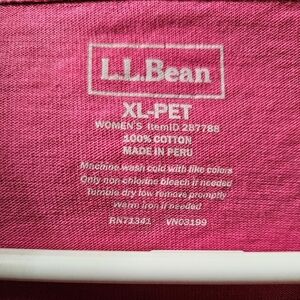 L.L.Bean
XL-PET
WOMEN'S ItemID 287788
100% COTTON
MADE IN PERU
Machine wash cold with like colors
Only non chlorine bleach if needed
Tumble dry low remove promptly
Warm iron if needed
RN71341 VN03199